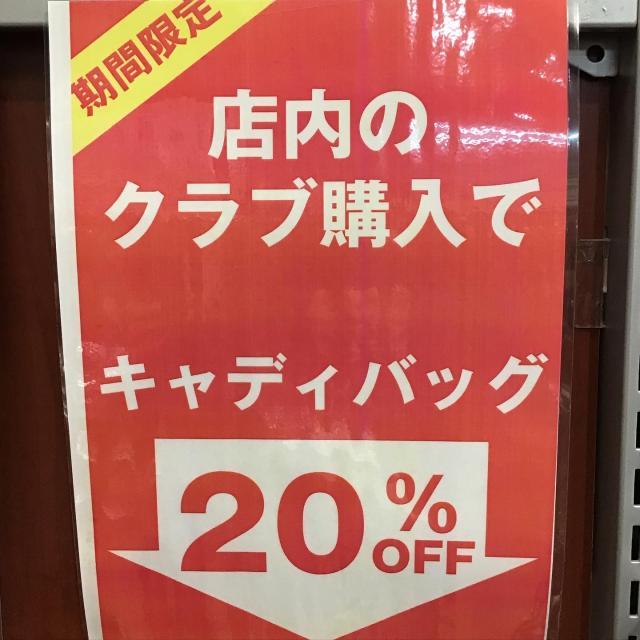 期間限定
店内の
クラブ購入で
キャディバッグ
20%
OFF